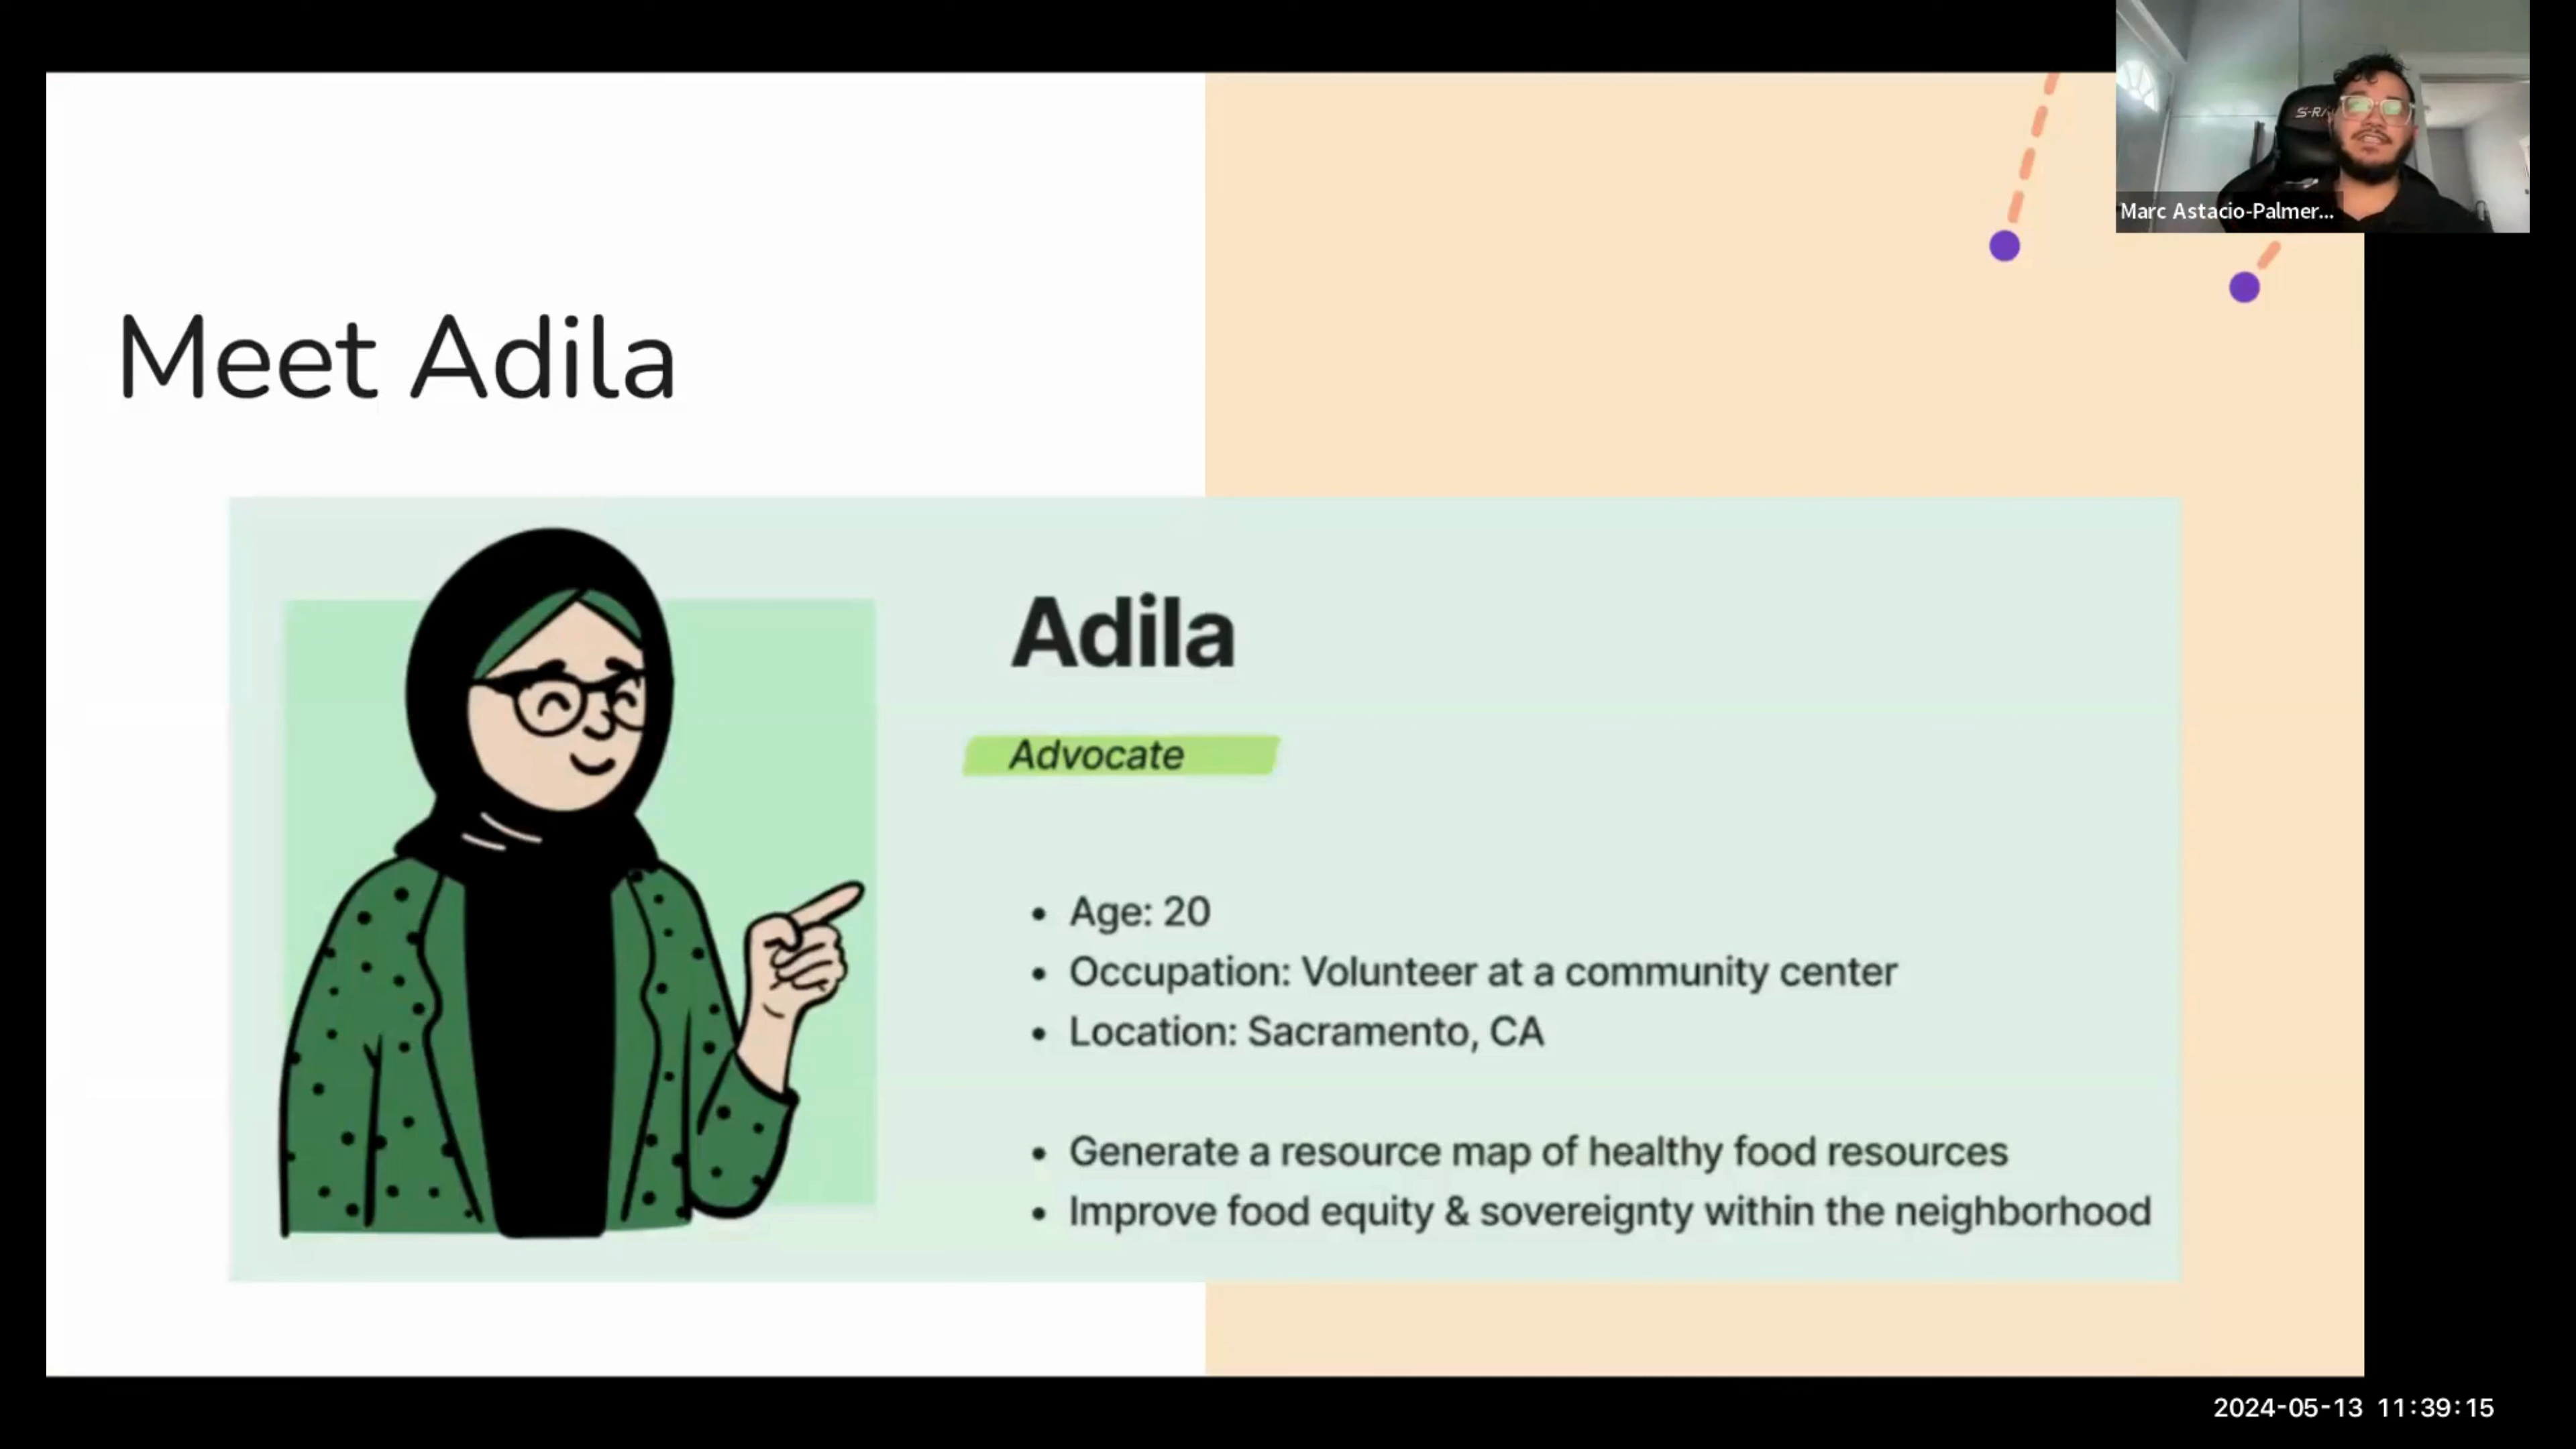 Marc Astacio-Palmer...
Meet Adila
Adila
Advocate
• Age: 20
• Occupation: Volunteer at a community center
• Location: Sacramento, CA
• Generate a resource map of healthy food resources
• Improve food equity & sovereignty within the neighborhood
2024-05-13 11:39:15